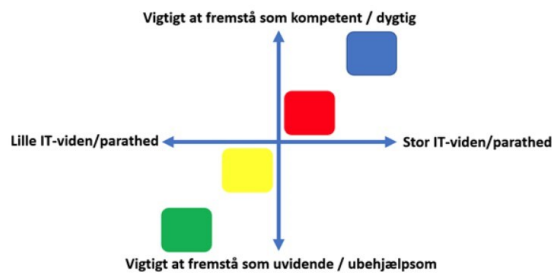 Vigtigt at fremstå som kompetent / dygtig
Lille IT-viden/parathed
Stor IT-viden/parathed
Vigtigt at fremstå som uvidende / ubehjælpsom